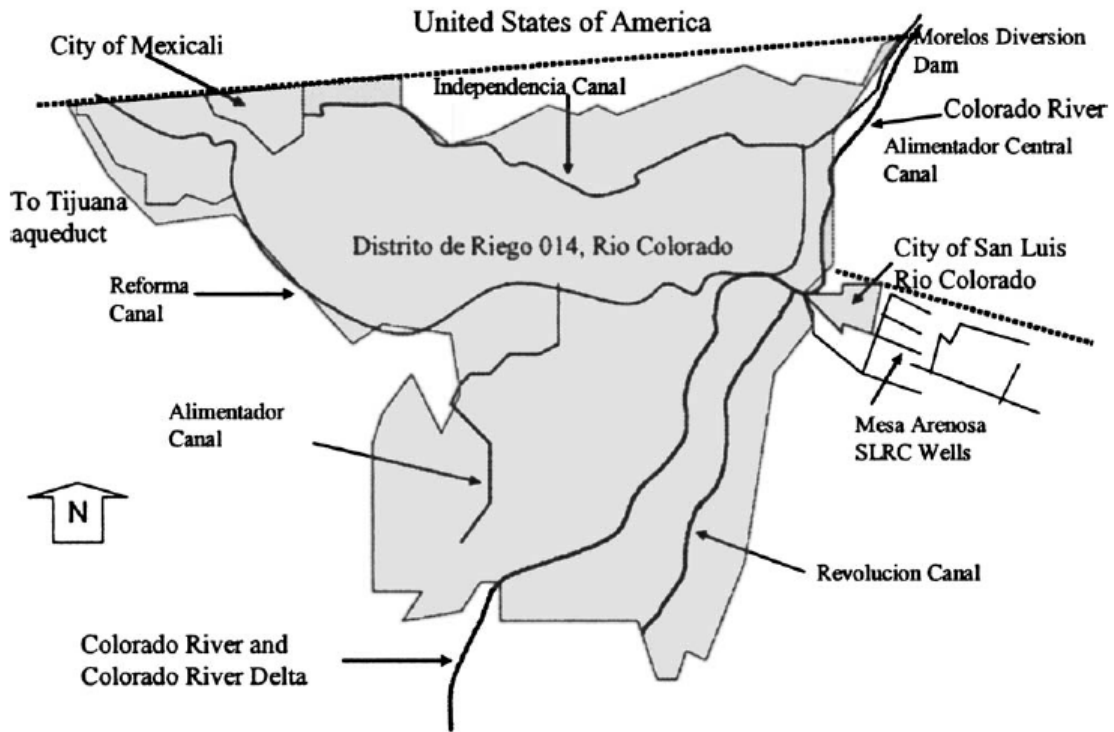 United States of America
City of Mexicali
Morelos Diversion
Dam
Independencia Canal
Colorado River
Alimentador Central
Canal
To Tijuana
aqueduct
Distrito de Riego 014, Rio Colorado
City of San Luis
Rio Colorado
Reforma
Canal
Alimentador
Canal
Mesa Arenosa
SLRC Wells
N
Revolucion Canal
Colorado River and
Colorado River Delta